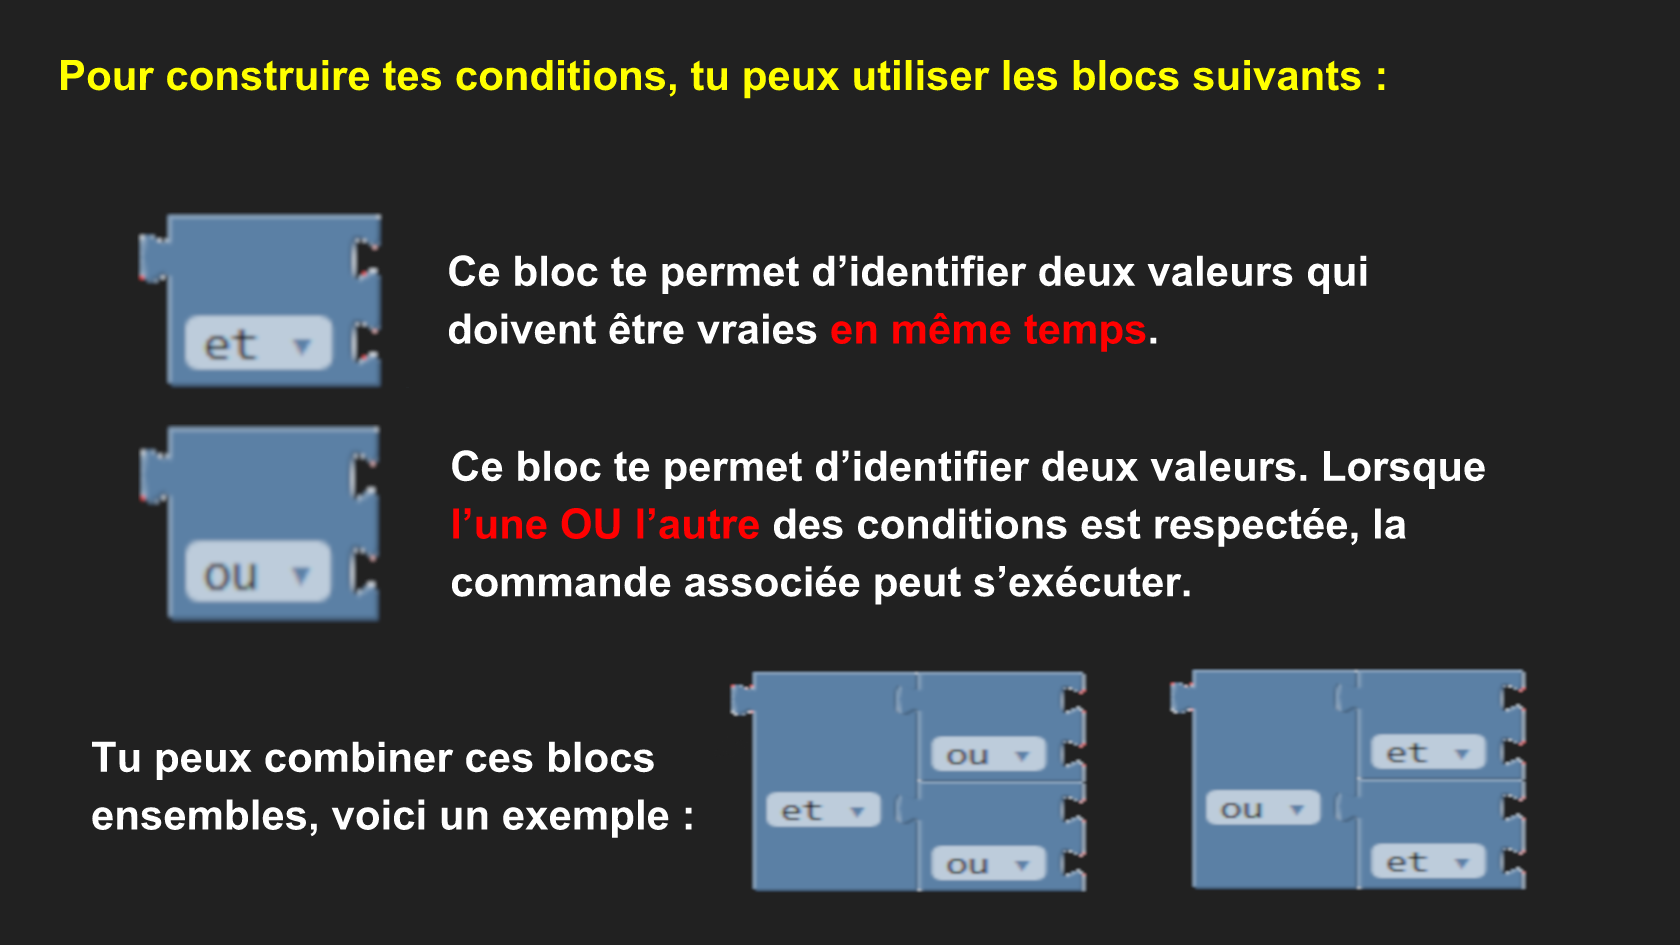 Pour construire tes conditions, tu peux utiliser les blocs suivants :
et
Ce bloc te permet d’identifier deux valeurs qui
doivent être vraies en même temps.
ou
Ce bloc te permet d’identifier deux valeurs. Lorsque
l’une OU l’autre des conditions est respectée, la
commande associée peut s’exécuter.
Tu peux combiner ces blocs
ensembles, voici un exemple :
et
ou
ou
ou
et
et